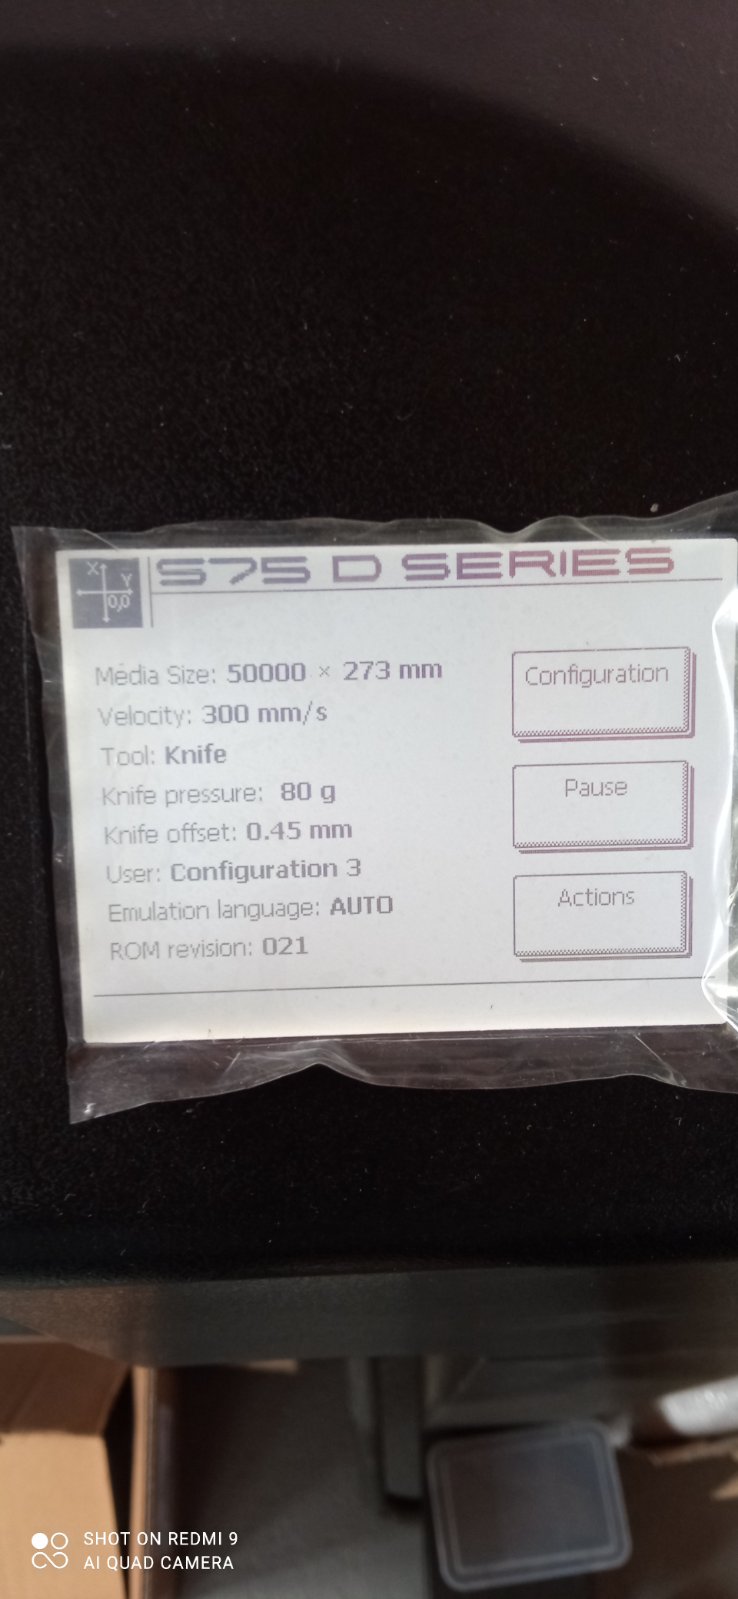 X
Y
0,0
S75 D SERIES
Media Size: 50000 × 273 mm
Configuration
Velocity: 300 mm/s
Tool: Knife
Pause
Knife pressure: 80 g
Knife offset: 0.45 mm
User: Configuration 3
Actions
Emulation language: AUTO
ROM revision: 021
SHOT ON REDMI 9
AI QUAD CAMERA